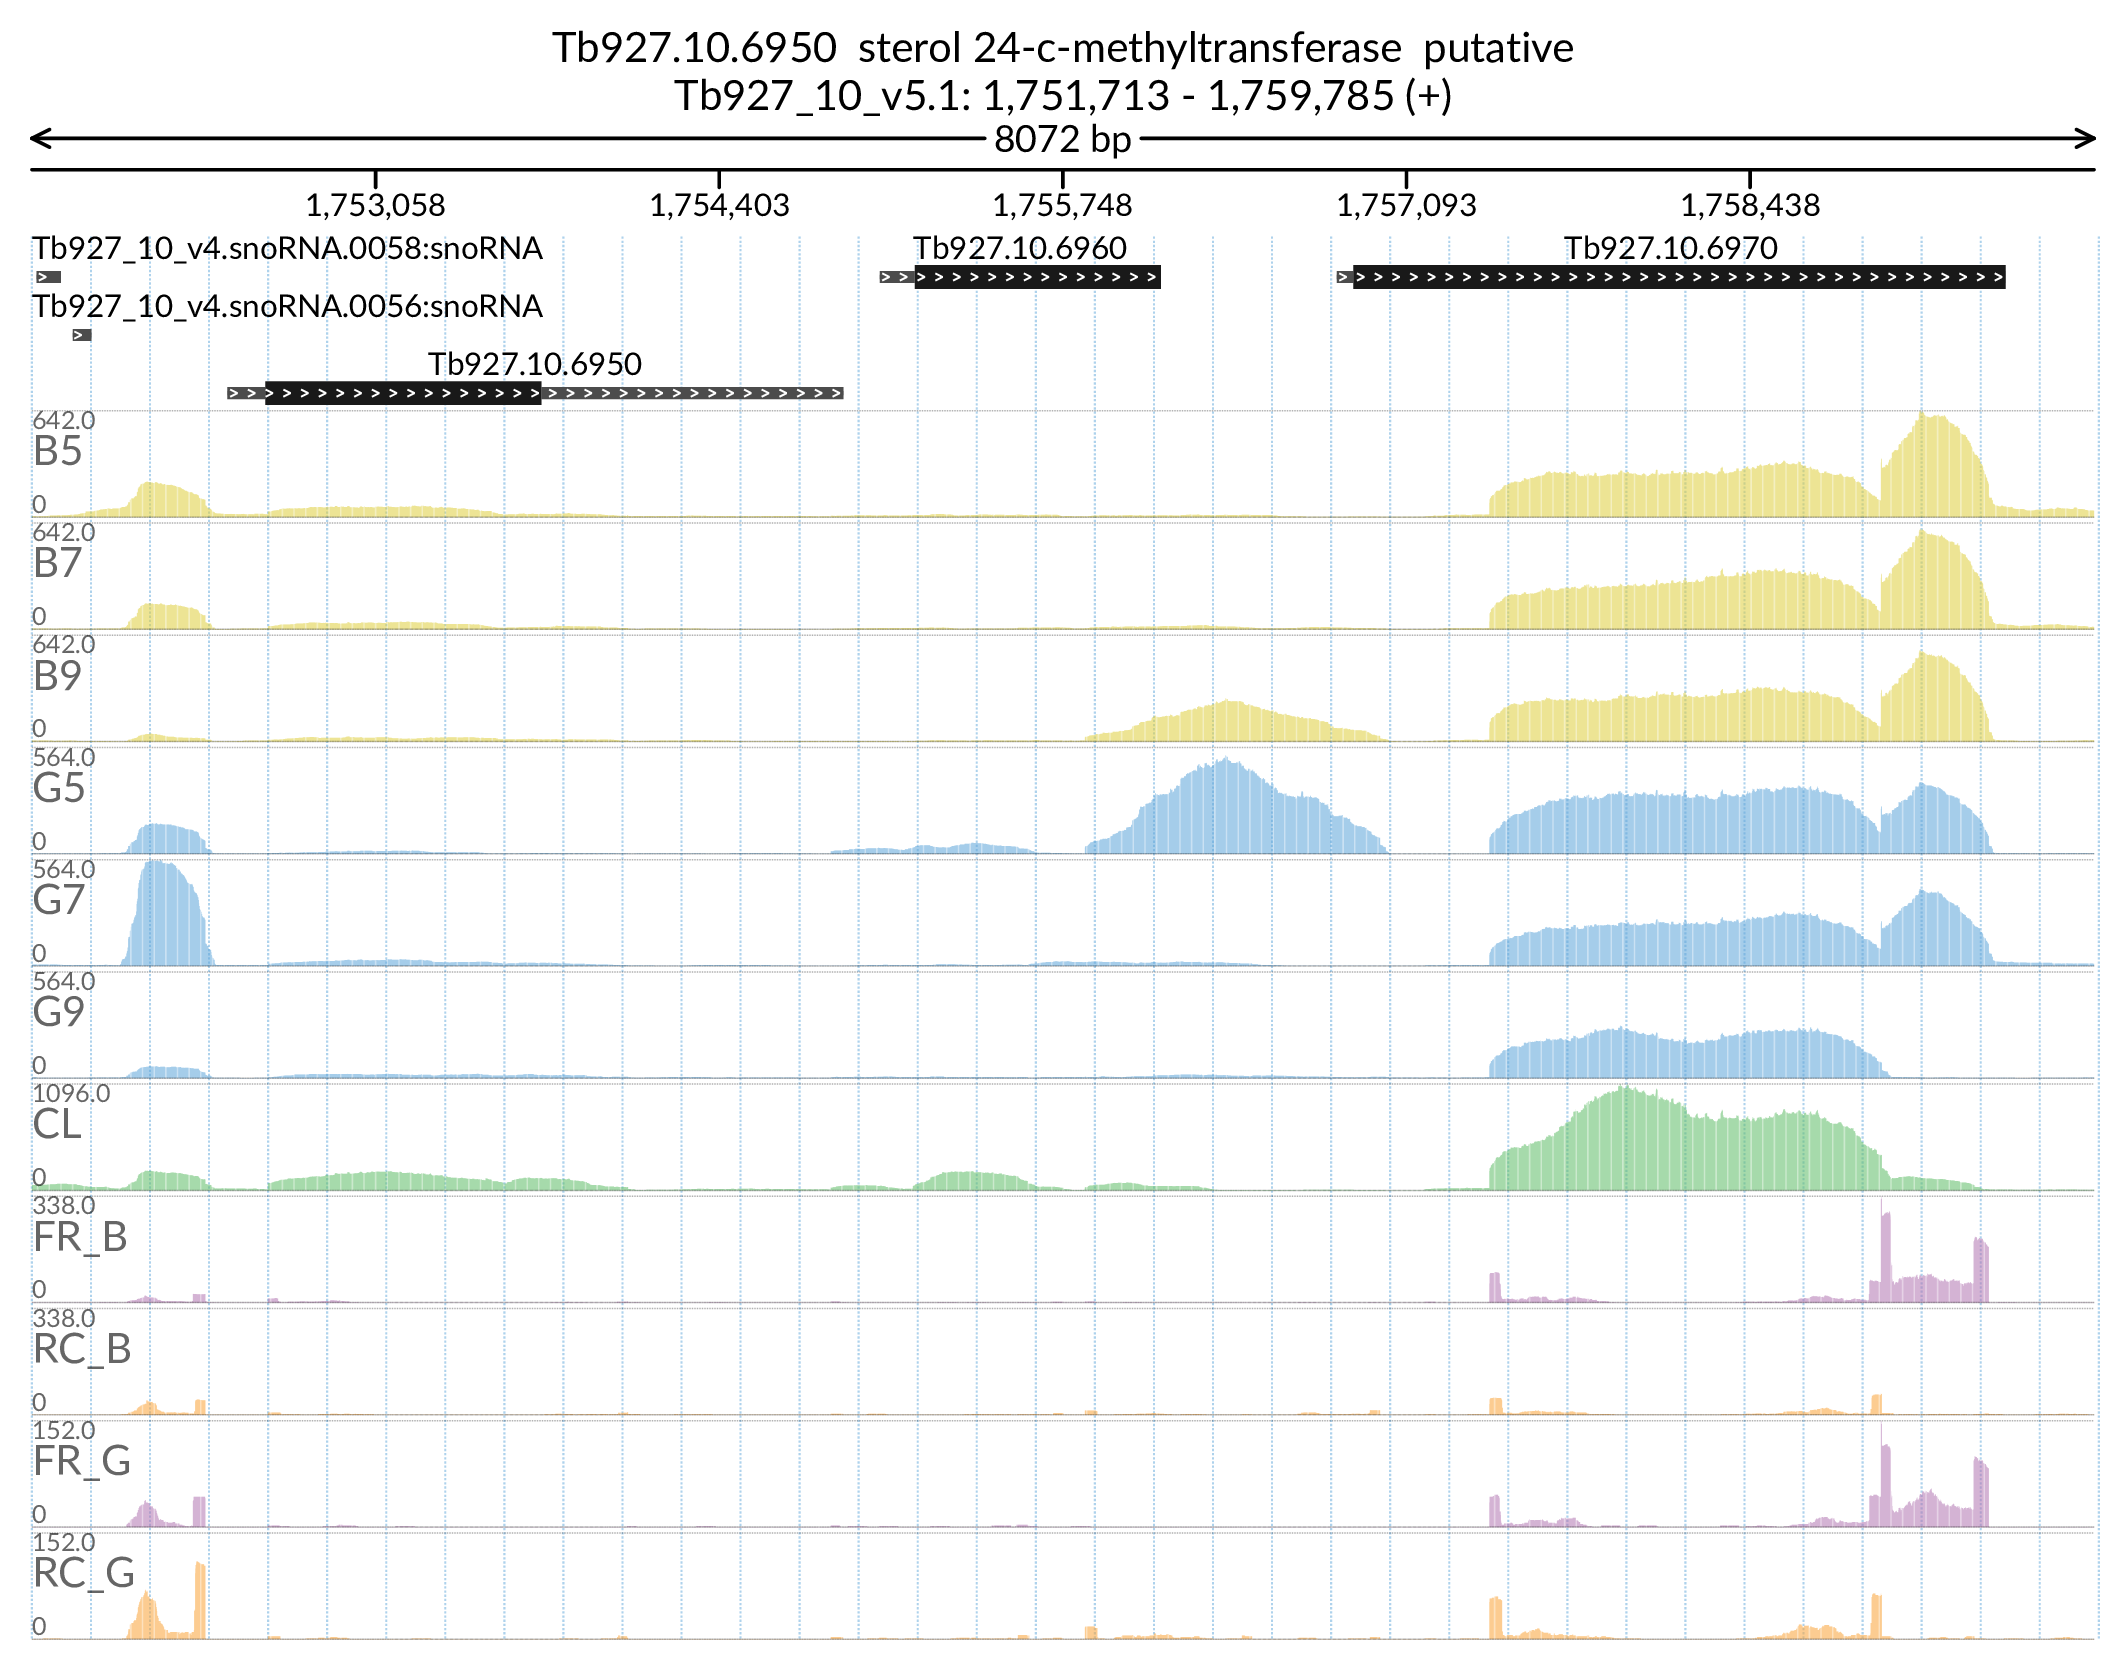 Tb927.10.6950  sterol 24-c-methyltransferase  putative
Tb927_10_v5.1: 1,751,713 - 1,759,785 (+)
8072 bp
1,753,058 1,754,403 1,755,748 1,757,093 1,758,438
Tb927_10_v4.snoRNA.0058:snoRNA Tb927.10.6960 Tb927.10.6970
Tb927_10_v4.snoRNA.0056:snoRNA
Tb927.10.6950
642.0
B5
0
642.0
B7
0
642.0
B9
0
564.0
G5
0
564.0
G7
0
564.0
G9
0
1096.0
CL
0
338.0
FR_B
0
338.0
RC_B
0
152.0
FR_G
0
152.0
RC_G
0